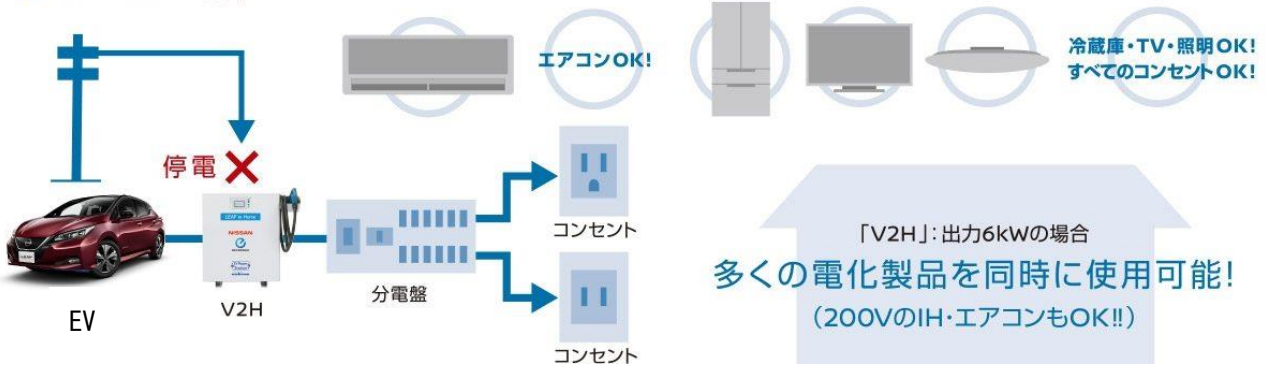 エアコンOK!
冷蔵庫・TV・照明OK!
すべてのコンセントOK!
停電
LEAF to Home
NISSAN
コンセント
「V2H」:出力6kWの場合
多くの電化製品を同時に使用可能!
(200VのIH・エアコンもOK!!)
分電盤
V2H
EV
コンセント